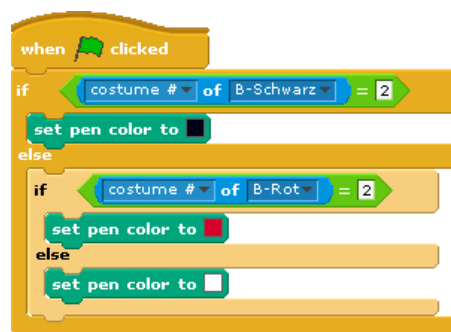 when clicked
if costume # of B-Schwarz = 2
set pen color to
else
if costume # of B-Rot = 2
set pen color to
else
set pen color to